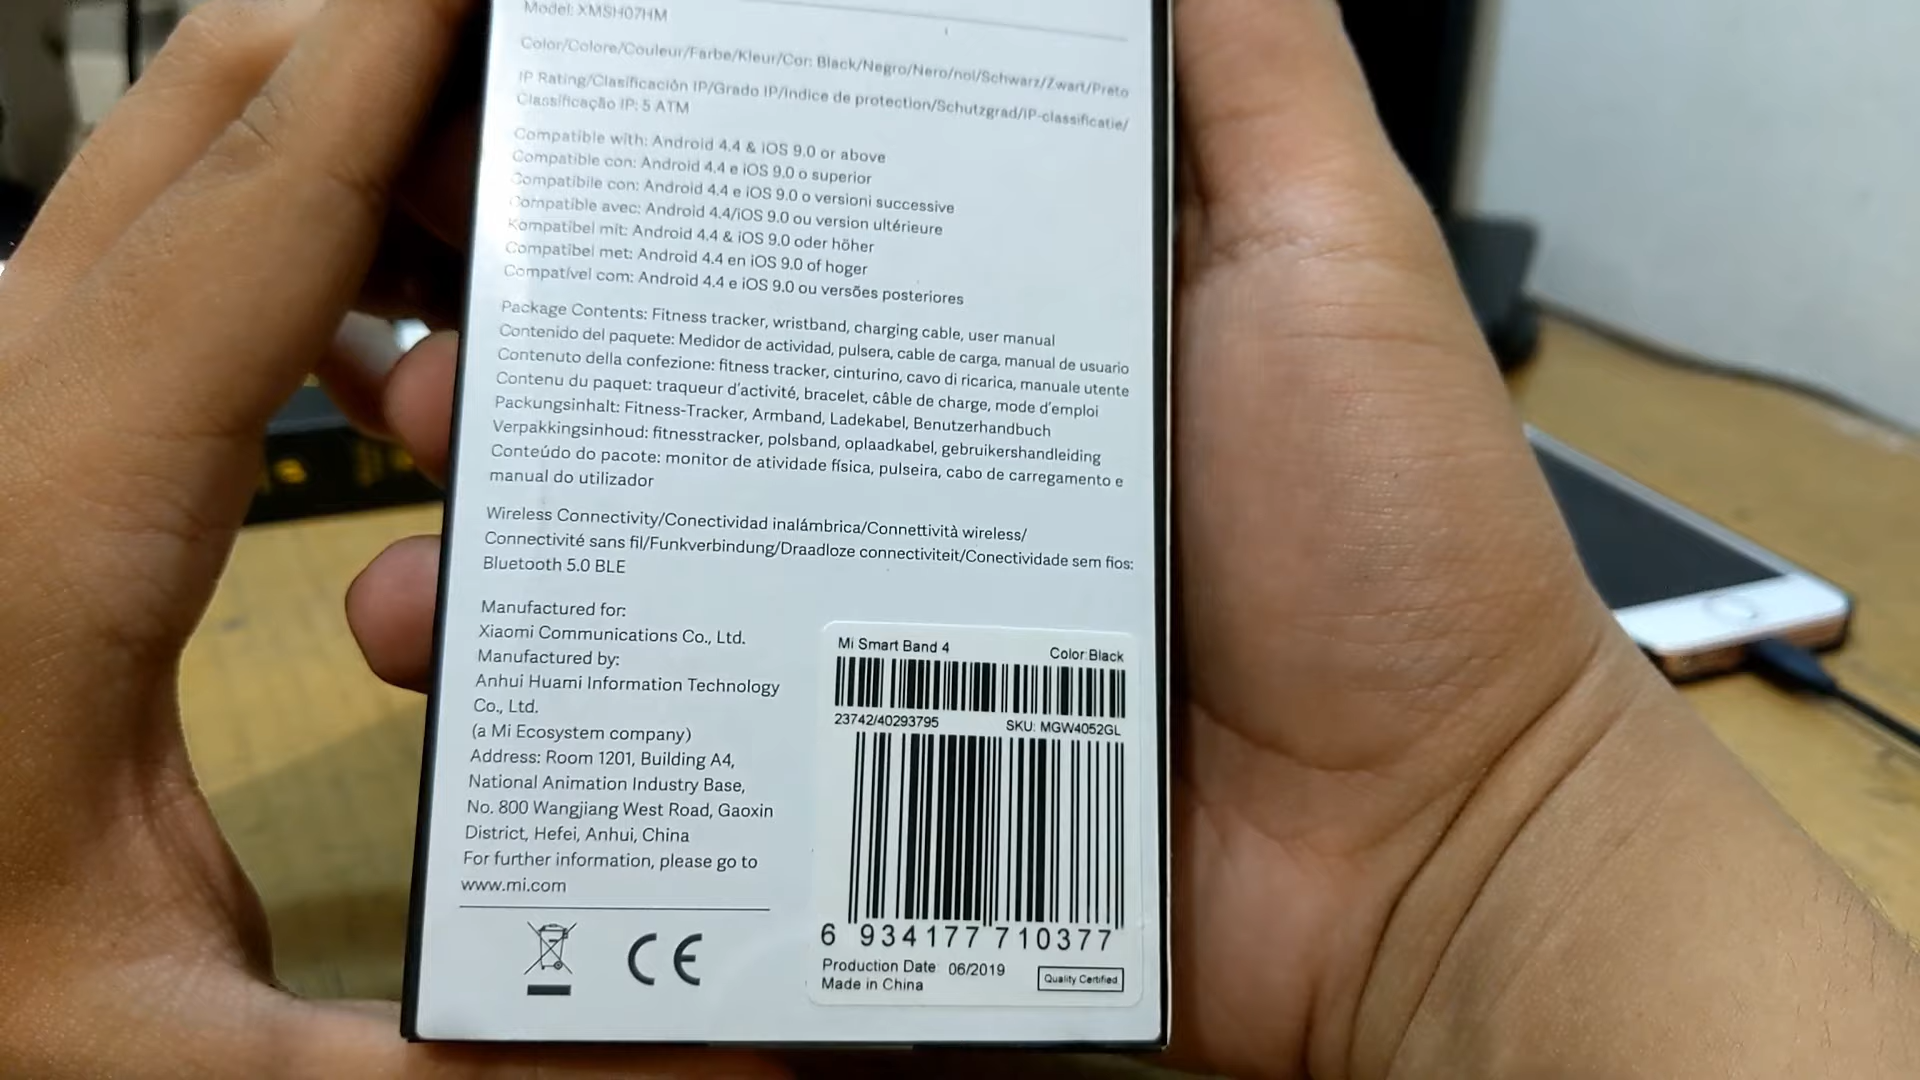 Model: XMSH07HM
Color/Colore/Couleur/Farbe/Kleur/Cor: Black/Negro/Nero/noi/Schwarz/Zwart/Preto
IP Rating/Clasificación IP/Grado IP/Indice de protection/Schutzgrad/IP-classificatie/
Classificação IP: 5 ATM
Compatible with: Android 4.4 & iOS 9.0 or above
Compatible con: Android 4.4 e iOS 9.0 o superior
Compatibile con: Android 4.4 e iOS 9.0 o versioni successive
Compatible avec: Android 4.4/iOS 9.0 ou version ultérieure
Kompatibel mit: Android 4.4 & iOS 9.0 oder höher
Compatibel met: Android 4.4 en iOS 9.0 of hoger
Compatível com: Android 4.4 e iOS 9.0 ou versões posteriores
Package Contents: Fitness tracker, wristband, charging cable, user manual
Contenido del paquete: Medidor de actividad, pulsera, cable de carga, manual de usuario
Contenuto della confezione: fitness tracker, cinturino, cavo di ricarica, manuale utente
Contenu du paquet: traqueur d'activité, bracelet, câble de charge, mode d'emploi
Packungsinhalt: Fitness-Tracker, Armband, Ladekabel, Benutzerhandbuch
Verpakkingsinhoud: fitnesstracker, polsband, oplaadkabel, gebruikershandleiding
Conteúdo do pacote: monitor de atividade física, pulseira, cabo de carregamento e
manual do utilizador
Wireless Connectivity/Conectividad inalámbrica/Connettività wireless/
Connectivité sans fil/Funkverbindung/Draadloze connectiviteit/Conectividade sem fios:
Bluetooth 5.0 BLE
Manufactured for:
Xiaomi Communications Co., Ltd.
Manufactured by:
Anhui Huami Information Technology
Co., Ltd.
(a Mi Ecosystem company)
Address: Room 1201, Building A4,
National Animation Industry Base,
No. 800 Wangjiang West Road, Gaoxin
District, Hefei, Anhui, China
For further information, please go to
www.mi.com
CE
Mi Smart Band 4 Color:Black
23742/40293795 SKU: MGW4052GL
6 934177 710377
Production Date 06/2019
Made in China
Quality Certified